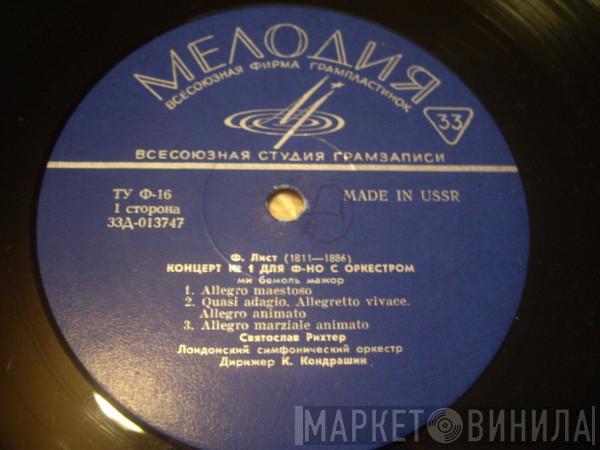 МЕЛОДИЯ
ВСЕСОЮЗНАЯ ФИРМА ГРАМПЛАСТИНОК
33
ВСЕСОЮЗНАЯ СТУДИЯ ГРАМЗАПИСИ
ТУ Ф-16
1 сторона
33Д-013747
MADE IN USSR
Ф. Лист (1811—1886)
КОНЦЕРТ № 1 ДЛЯ Ф-НО С ОРКЕСТРОМ
ми бемоль мажор
1. Allegro maestoso
2. Quasi adagio. Allegretto vivace.
Allegro animato
3. Allegro marziale animato
Святослав Рихтер
Лондонский симфонический оркестр
Дирижер К. Кондрашин
МАРКЕТ ВИНИЛА